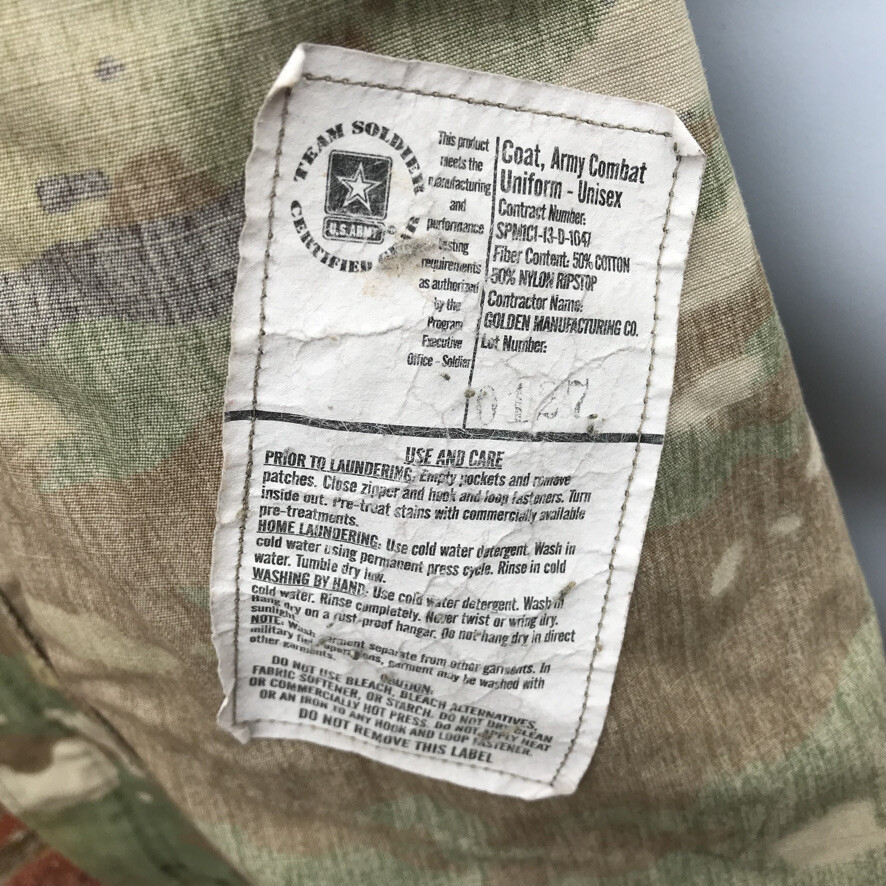 TEAM SOLDIER
CERTIFIED GEAR
U.S. ARMY
This product
meets the
manufacturing
and
performance
testing
requirements
as authorized
by the
Program
Executive
Office - Soldier
Coat, Army Combat
Uniform - Unisex
Contract Number:
SPM1C1-13-D-1047
Fiber Content: 50% COTTON
50% NYLON RIPSTOP
Contractor Name:
GOLDEN MANUFACTURING CO.
Lot Number:
0127
USE AND CARE
PRIOR TO LAUNDERING: Empty pockets and remove
patches. Close zipper and hook and loop fasteners. Turn
inside out. Pre-treat stains with commercially available
pre-treatments.
HOME LAUNDERING: Use cold water detergent. Wash in
cold water using permanent press cycle. Rinse in cold
water. Tumble dry low.
WASHING BY HAND: Use cold water detergent. Wash in
cold water. Rinse completely. Never twist or wring dry.
Hang dry on a rust-proof hangar. Do not hang dry in direct
sunlight.
NOTE: Wash garment separate from other garments. In
military field operations, garment may be washed with
other garments.
CAUTION:
DO NOT USE BLEACH, BLEACH ALTERNATIVES,
FABRIC SOFTENER, OR STARCH. DO NOT DRY CLEAN
OR COMMERCIALLY HOT PRESS. DO NOT APPLY HEAT
OR AN IRON TO ANY HOOK AND LOOP FASTENER.
DO NOT REMOVE THIS LABEL